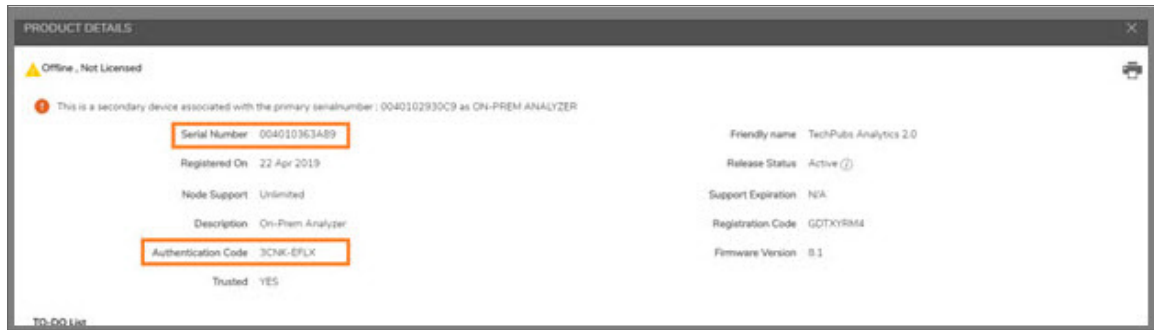 PRODUCT DETAILS
Offline , Not Licensed
This is a secondary device associated with the primary serialnumber : 0040102930C9 as ON-PREM ANALYZER
Serial Number 004010363A89 Friendly name TechPubs Analytics 2.0
Registered On 22 Apr 2019 Release Status Active
Node Support Unlimited Support Expiration N/A
Description On-Prem Analyzer Registration Code GDTXYRM4
Authentication Code 3CNK-EFLX Firmware Version 8.1
Trusted YES
TO-DO List